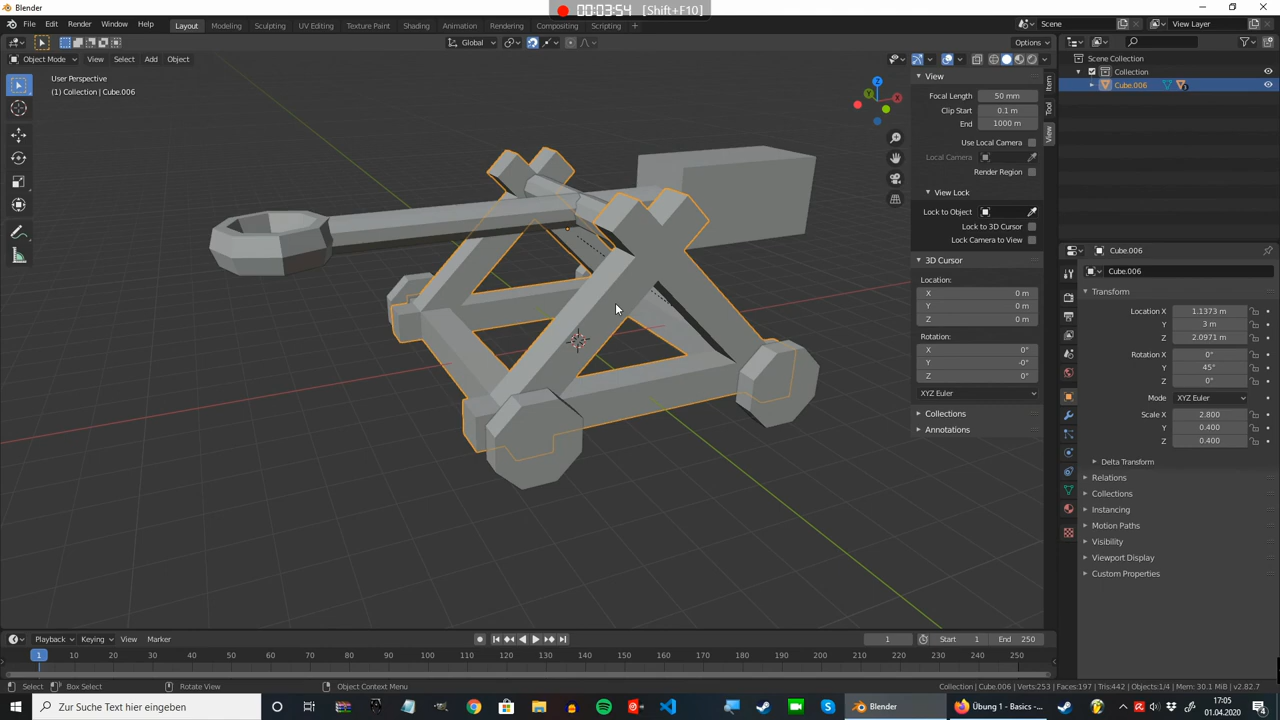 Blender
00:03:54 [Shift+F10]
File Edit Render Window Help
Layout Modeling Sculpting UV Editing Texture Paint Shading Animation Rendering Compositing Scripting
Scene View Layer
Global Options
Object Mode View Select Add Object
User Perspective
(1) Collection | Cube.006
View
Focal Length 50 mm
Clip Start 0.1 m
End 1000 m
Use Local Camera
Local Camera
Render Region
View Lock
Lock to Object
Lock to 3D Cursor
Lock Camera to View
3D Cursor
Location:
X 0 m
Y 0 m
Z 0 m
Rotation:
X 0°
Y -0°
Z 0°
XYZ Euler
Collections
Annotations
Item
Tool
View
X
Y
Z
Scene Collection
Collection
Cube.006
Cube.006
Cube.006
Transform
Location X 1.1373 m
Y 3 m
Z 2.0971 m
Rotation X 0°
Y 45°
Z 0°
Mode XYZ Euler
Scale X 2.800
Y 0.400
Z 0.400
Delta Transform
Relations
Collections
Instancing
Motion Paths
Visibility
Viewport Display
Custom Properties
Playback Keying View Marker 1 Start 1 End 250
1 10 20 30 40 50 60 70 80 90 100 110 120 130 140 150 160 170 180 190 200 210 220 230 240 250
Select Box Select Rotate View Object Context Menu
Collection | Cube.006 | Verts:253 | Faces:197 | Tris:442 | Objects:1/4 | Mem: 30.1 MiB | v2.82.7
Zur Suche Text hier eingeben Blender Übung 1 - Basics -...
17:05
01.04.2020